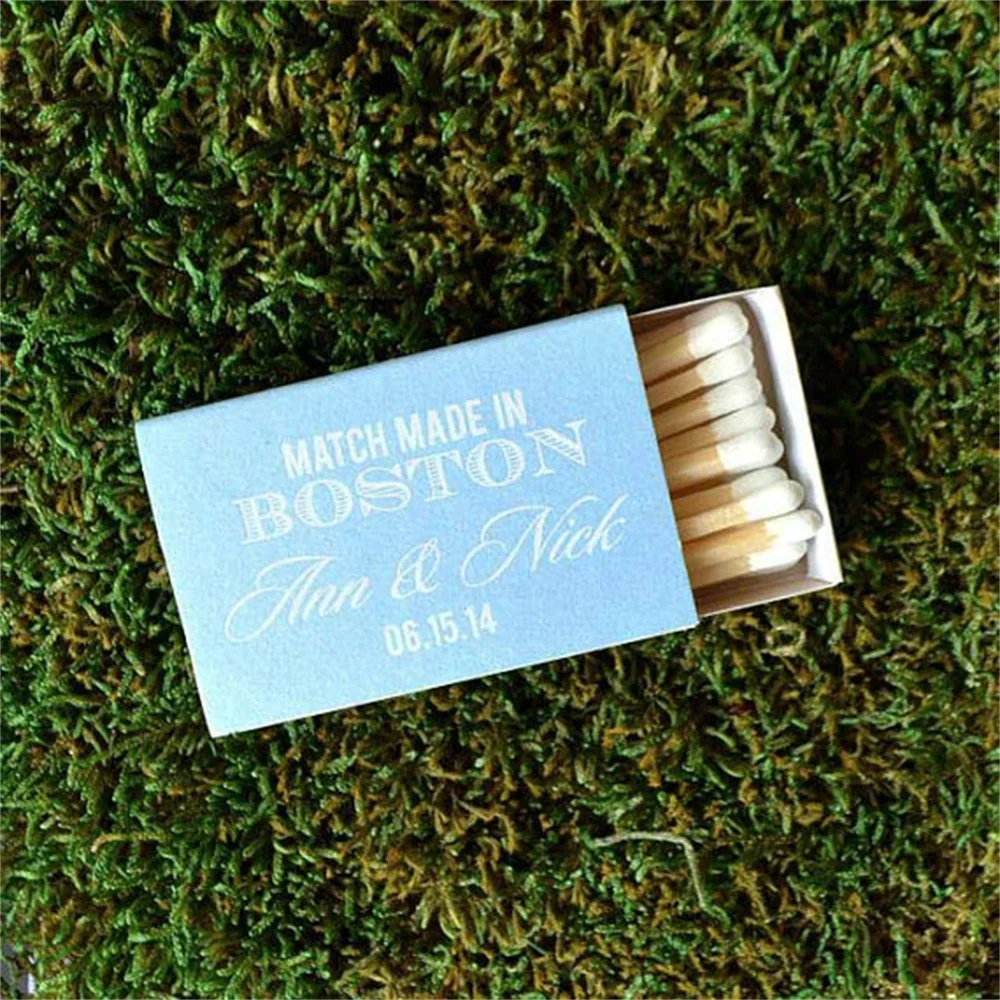 MATCH MADE IN
BOSTON
Ann & Nick
06.15.14